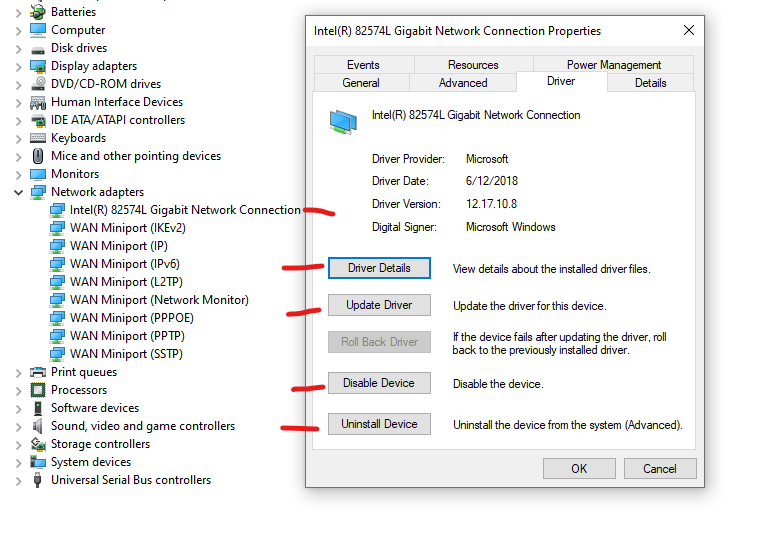 Batteries
Computer
Disk drives
Display adapters
DVD/CD-ROM drives
Human Interface Devices
IDE ATA/ATAPI controllers
Keyboards
Mice and other pointing devices
Monitors
Network adapters
Intel(R) 82574L Gigabit Network Connection
WAN Miniport (IKEv2)
WAN Miniport (IP)
WAN Miniport (IPv6)
WAN Miniport (L2TP)
WAN Miniport (Network Monitor)
WAN Miniport (PPPOE)
WAN Miniport (PPTP)
WAN Miniport (SSTP)
Print queues
Processors
Software devices
Sound, video and game controllers
Storage controllers
System devices
Universal Serial Bus controllers
Intel(R) 82574L Gigabit Network Connection Properties
Events Resources Power Management
General Advanced Driver Details
Intel(R) 82574L Gigabit Network Connection
Driver Provider: Microsoft
Driver Date: 6/12/2018
Driver Version: 12.17.10.8
Digital Signer: Microsoft Windows
Driver Details View details about the installed driver files.
Update Driver Update the driver for this device.
Roll Back Driver If the device fails after updating the driver, roll
back to the previously installed driver.
Disable Device Disable the device.
Uninstall Device Uninstall the device from the system (Advanced).
OK Cancel